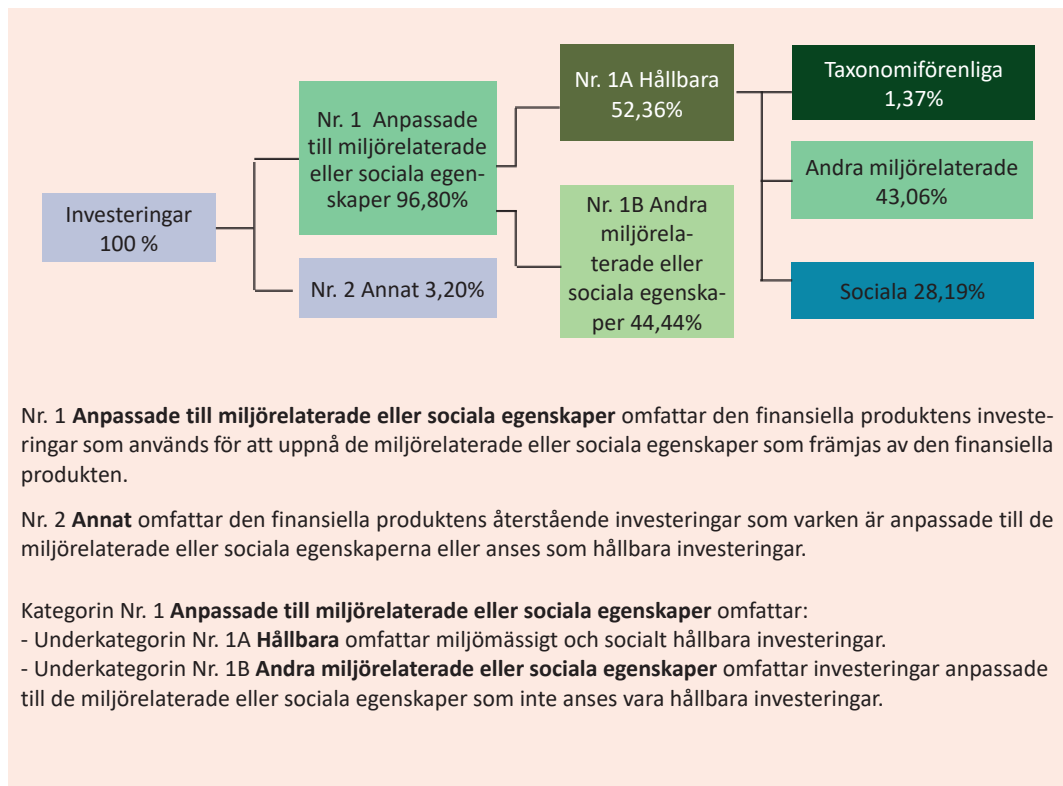 Investeringar
100 %
Nr. 1 Anpassade
till miljörelaterade
eller sociala egen-
skaper 96,80%
Nr. 2 Annat 3,20%
Nr. 1A Hållbara
52,36%
Nr. 1B Andra
miljörela-
terade eller
sociala egenska-
per 44,44%
Taxonomiförenliga
1,37%
Andra miljörelaterade
43,06%
Sociala 28,19%
Nr. 1 Anpassade till miljörelaterade eller sociala egenskaper omfattar den finansiella produktens investe-
ringar som används för att uppnå de miljörelaterade eller sociala egenskaper som främjas av den finansiella
produkten.
Nr. 2 Annat omfattar den finansiella produktens återstående investeringar som varken är anpassade till de
miljörelaterade eller sociala egenskaperna eller anses som hållbara investeringar.
Kategorin Nr. 1 Anpassade till miljörelaterade eller sociala egenskaper omfattar:
- Underkategorin Nr. 1A Hållbara omfattar miljömässigt och socialt hållbara investeringar.
- Underkategorin Nr. 1B Andra miljörelaterade eller sociala egenskaper omfattar investeringar anpassade
till de miljörelaterade eller sociala egenskaper som inte anses vara hållbara investeringar.